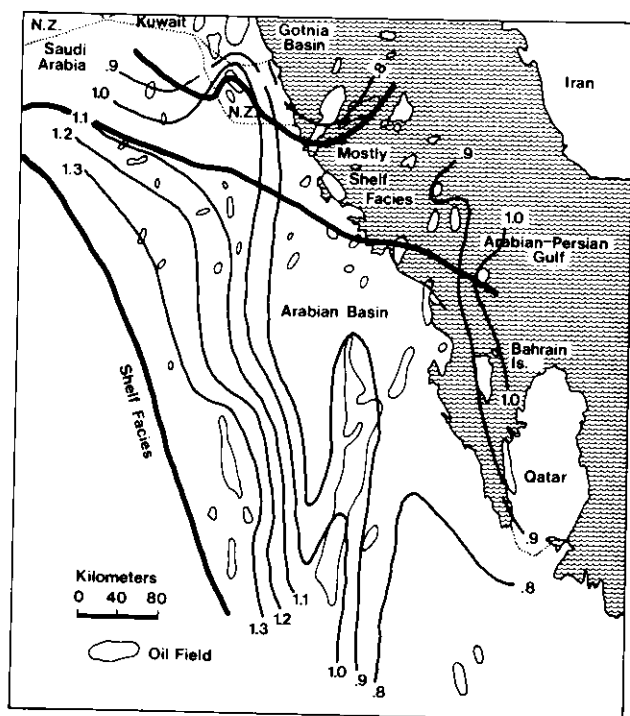 N.Z.
Kuwait
Gotnia
Basin
Saudi
Arabia
Iran
.9
.8
1.0
N.Z.
1.1
1.2
Mostly
Shelf
Facies
.9
1.3
1.0
Arabian-Persian
Gulf
Arabian Basin
Bahrain
Is.
Shelf Facies
1.0
Qatar
.9
Kilometers
0 40 80
.8
1.1
1.2
1.3
Oil Field
1.0
.9
.8